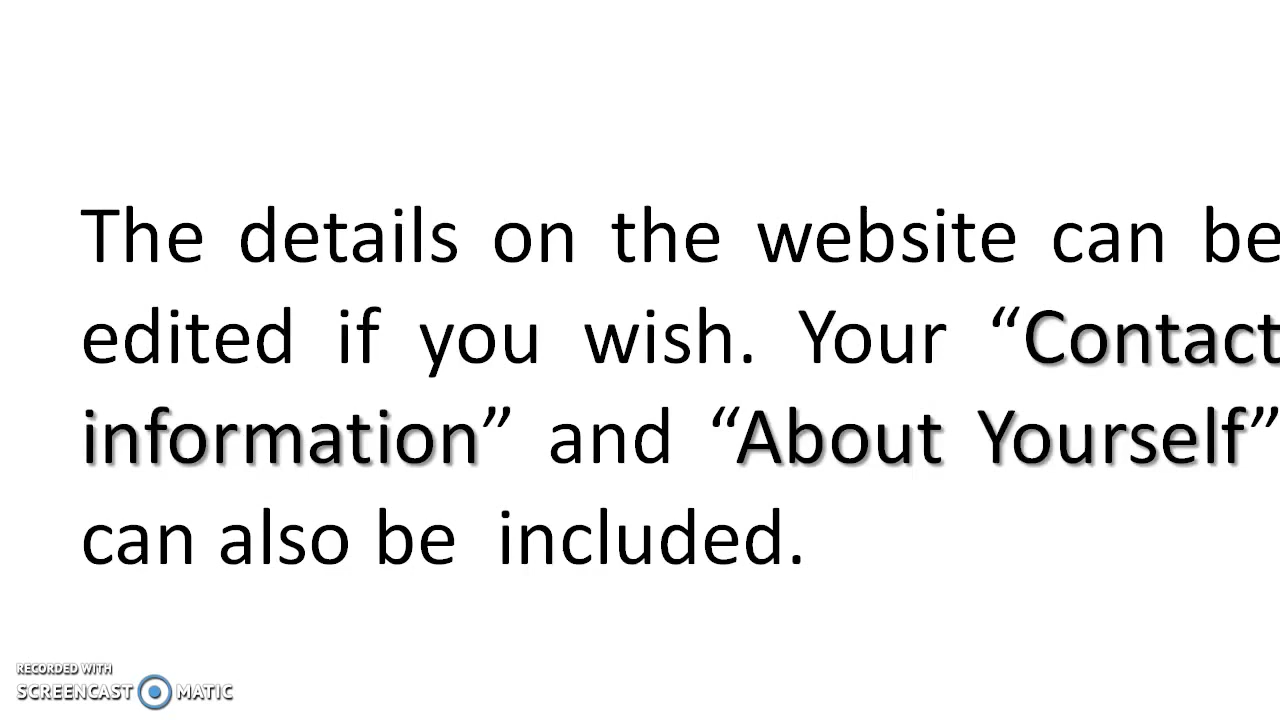 The details on the website can be
edited if you wish. Your “Contact
information” and “About Yourself”
can also be included.
RECORDED WITH
SCREENCAST MATIC